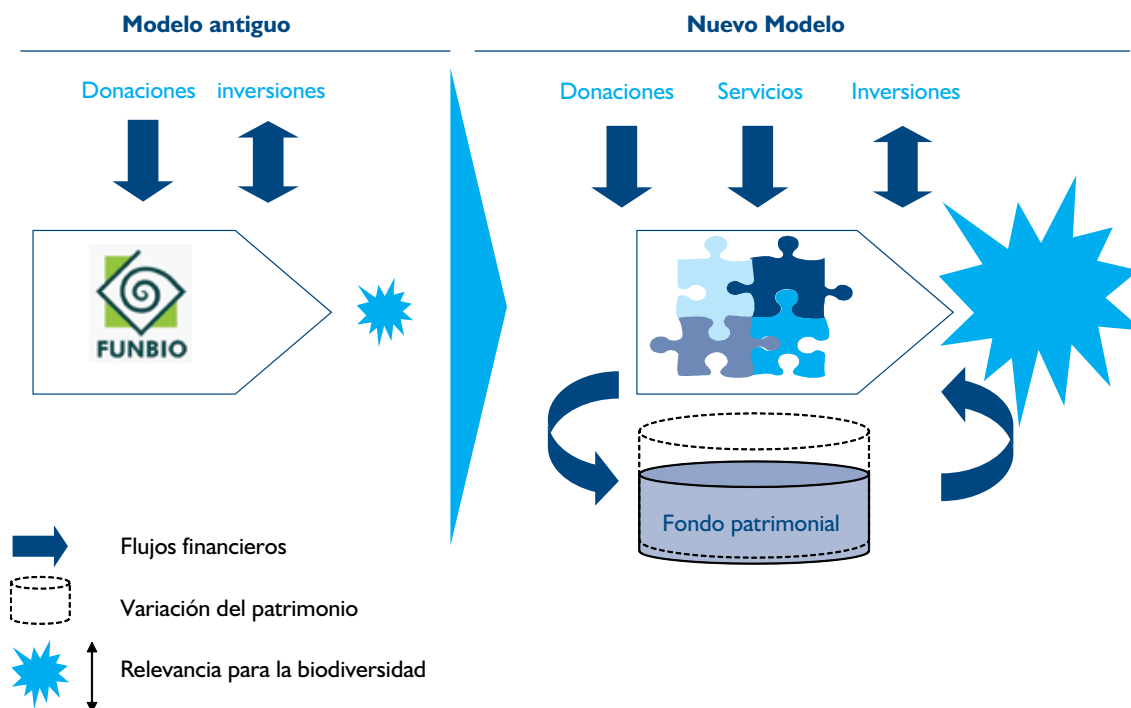 Modelo antiguo
Nuevo Modelo
Donaciones inversiones
Donaciones Servicios Inversiones
FUNBIO
Fondo patrimonial
Flujos financieros
Variación del patrimonio
Relevancia para la biodiversidad